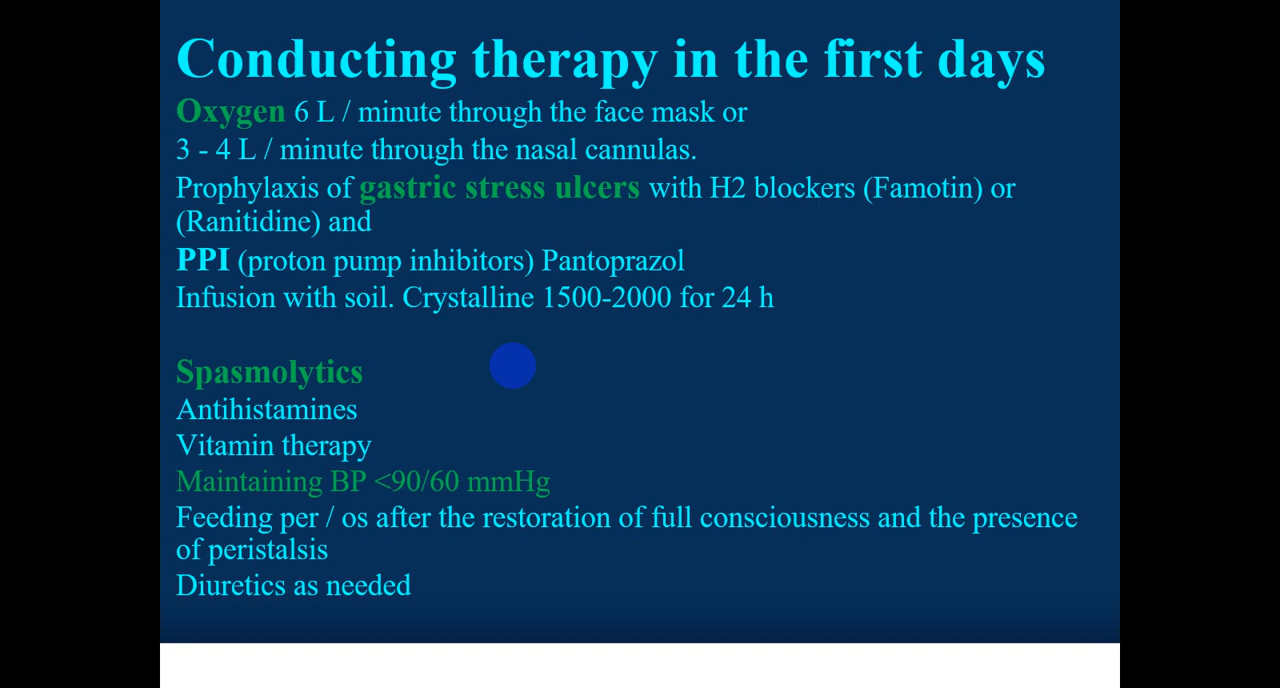 Conducting therapy in the first days
Oxygen 6 L / minute through the face mask or
3 - 4 L / minute through the nasal cannulas.
Prophylaxis of gastric stress ulcers with H2 blockers (Famotin) or
(Ranitidine) and
PPI (proton pump inhibitors) Pantoprazol
Infusion with soil. Crystalline 1500-2000 for 24 h
Spasmolytics
Antihistamines
Vitamin therapy
Maintaining BP <90/60 mmHg
Feeding per / os after the restoration of full consciousness and the presence
of peristalsis
Diuretics as needed